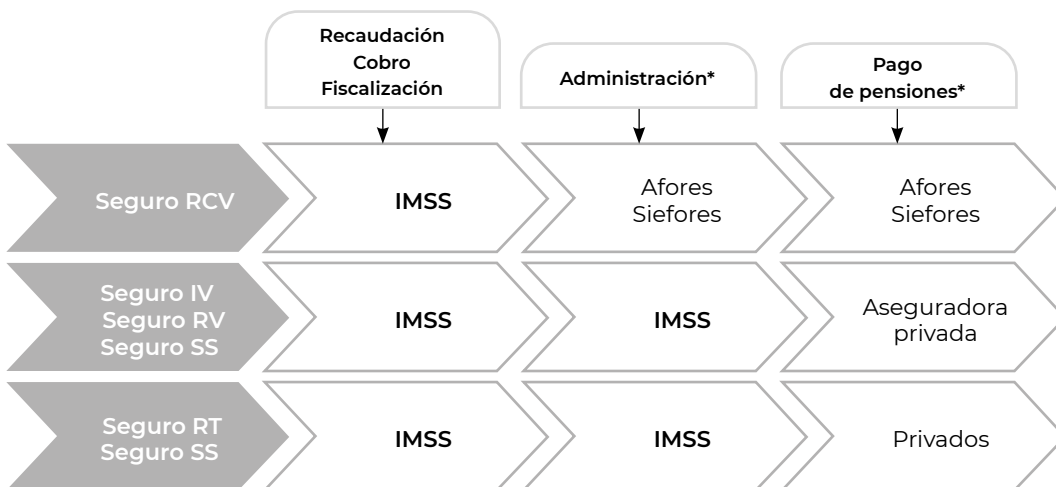 Recaudación
Cobro
Fiscalización
Administración*
Pago
de pensiones*
Seguro RCV
IMSS
Afores
Siefores
Afores
Siefores
Seguro IV
Seguro RV
Seguro SS
IMSS
IMSS
Aseguradora
privada
Seguro RT
Seguro SS
IMSS
IMSS
Privados